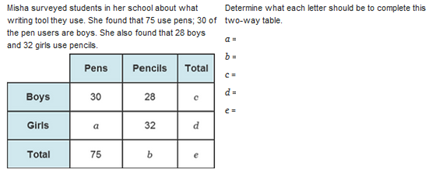 Misha surveyed students in her school about what
writing tool they use. She found that 75 use pens; 30 of
the pen users are boys. She also found that 28 boys
and 32 girls use pencils.
Pens Pencils Total
Boys 30 28 c
Girls a 32 d
Total 75 b e
Determine what each letter should be to complete this
two-way table.
a =
b =
c =
d =
e =